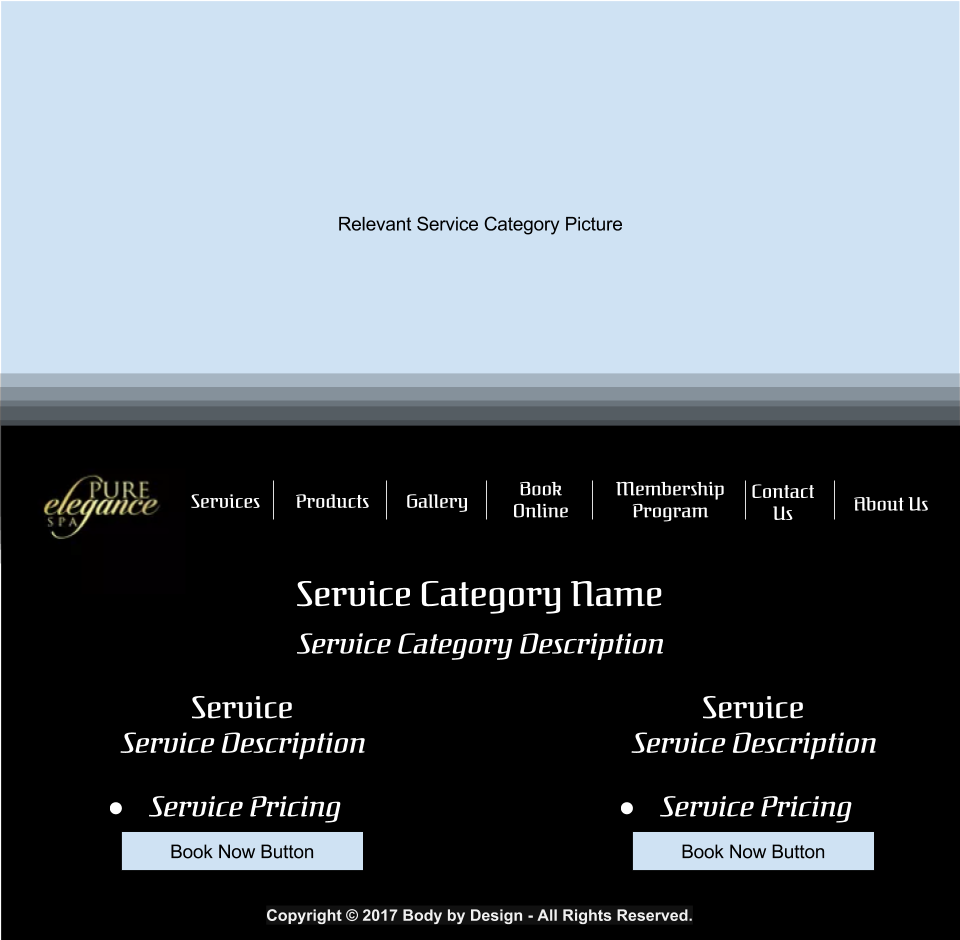 Relevant Service Category Picture
PURE
elegance
SPA
Services
Products
Gallery
Book
Online
Membership
Program
Contact
Us
About Us
Service Category Name
Service Category Description
Service
Service Description
● Service Pricing
Book Now Button
Service
Service Description
● Service Pricing
Book Now Button
Copyright © 2017 Body by Design - All Rights Reserved.